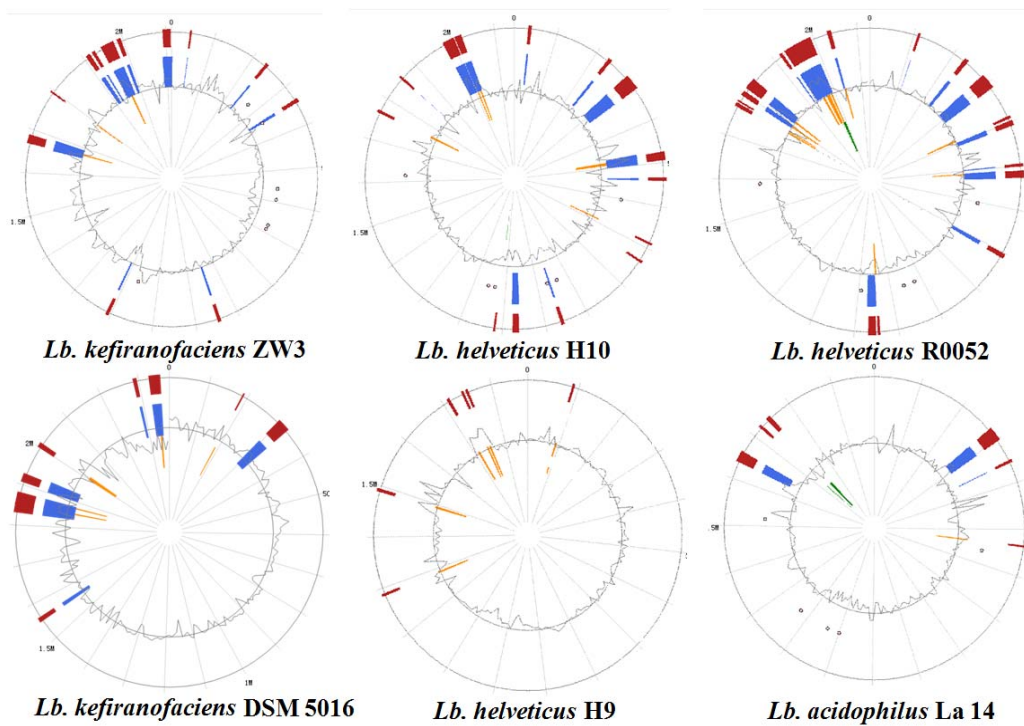 0 0 0
2M 2M 2M
1.5M 1.5M
Lb. kefiranofaciens ZW3 Lb. helveticus H10 Lb. helveticus R0052
0 0 0
2M 1.5M .5M
1.5M 1M
Lb. kefiranofaciens DSM 5016 Lb. helveticus H9 Lb. acidophilus La 14